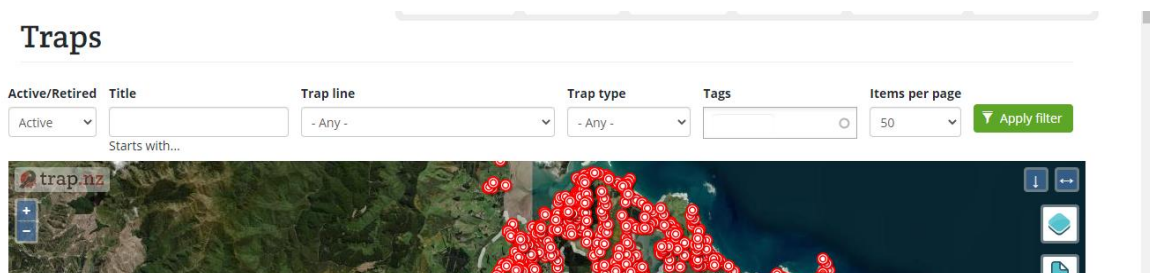 Traps
Active/Retired Title Trap line Trap type Tags Items per page
Active - Any - - Any - 50 Apply filter
Starts with...
trap.nz
+
-